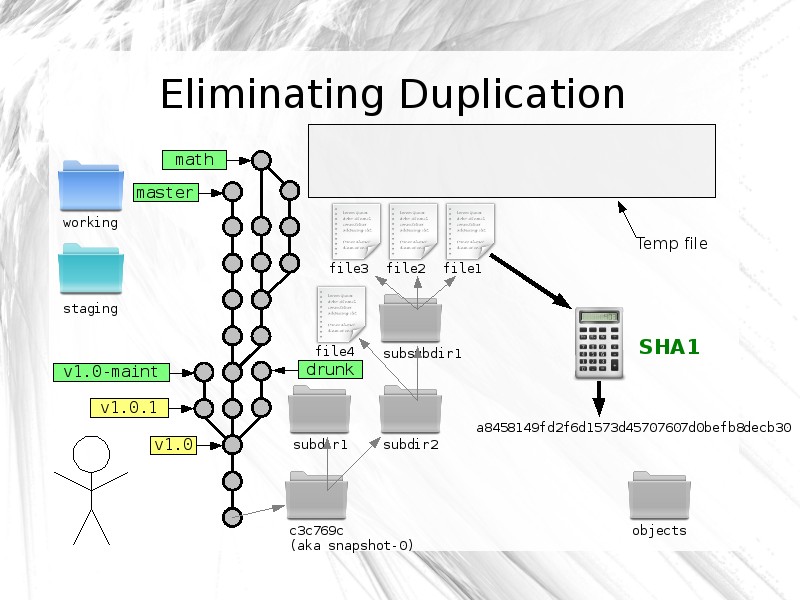 Eliminating Duplication
math
master
working
staging
Temp file
file3
file2
file1
file4
subsubdir1
SHA1
v1.0-maint
drunk
v1.0.1
v1.0
subdir1
subdir2
a8458149fd2f6d1573d45707607d0befb8decb30
c3c769c
(aka snapshot-0)
objects